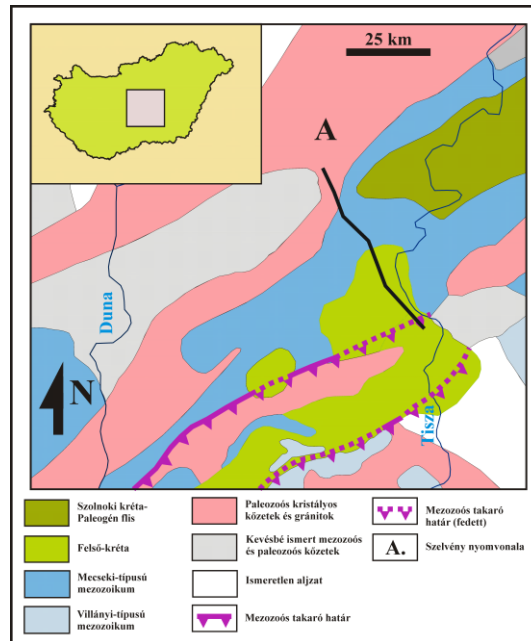 25 km
A
Duna
N
Tisza
Szolnoki kréta-
Paleogén flis
Felső-kréta
Mecseki-típusú
mezozoikum
Villányi-típusú
mezozoikum
Paleozoós kristályos
kőzetek és gránitok
Kevésbé ismert mezozoós
és paleozoós kőzetek
Ismeretlen aljzat
Mezozoós takaró határ
Mezozoós takaró
határ (fedett)
A.
Szelvény nyomvonala